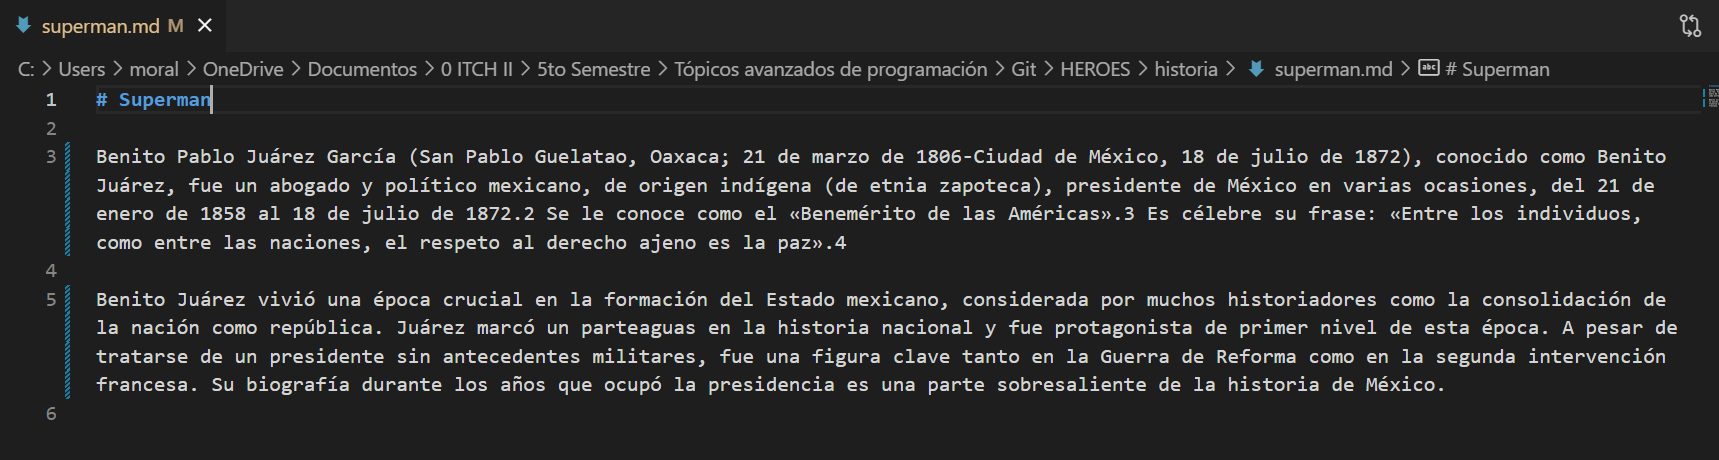 superman.md M
C: > Users > moral > OneDrive > Documentos > 0 ITCH II > 5to Semestre > Tópicos avanzados de programación > Git > HEROES > historia > superman.md > abc # Superman
1 # Superman
2
3 Benito Pablo Juárez García (San Pablo Guelatao, Oaxaca; 21 de marzo de 1806-Ciudad de México, 18 de julio de 1872), conocido como Benito
Juárez, fue un abogado y político mexicano, de origen indígena (de etnia zapoteca), presidente de México en varias ocasiones, del 21 de
enero de 1858 al 18 de julio de 1872.2 Se le conoce como el «Benemérito de las Américas».3 Es célebre su frase: «Entre los individuos,
como entre las naciones, el respeto al derecho ajeno es la paz».4
4
5 Benito Juárez vivió una época crucial en la formación del Estado mexicano, considerada por muchos historiadores como la consolidación de
la nación como república. Juárez marcó un parteaguas en la historia nacional y fue protagonista de primer nivel de esta época. A pesar de
tratarse de un presidente sin antecedentes militares, fue una figura clave tanto en la Guerra de Reforma como en la segunda intervención
francesa. Su biografía durante los años que ocupó la presidencia es una parte sobresaliente de la historia de México.
6